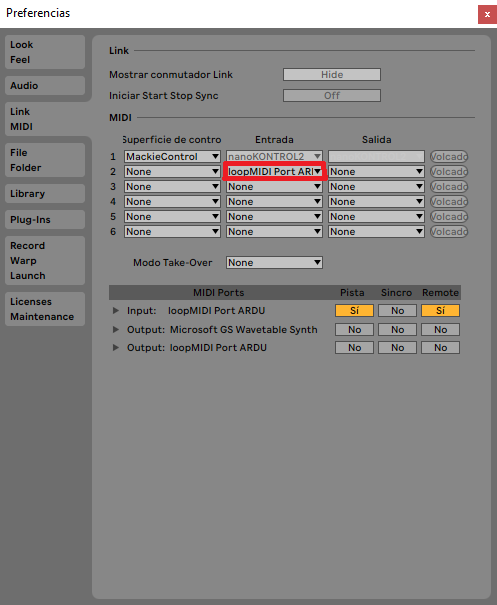 Preferencias
x
Look
Feel
Audio
Link
MIDI
File
Folder
Library
Plug-Ins
Record
Warp
Launch
Licenses
Maintenance
Link
Mostrar conmutador Link Hide
Iniciar Start Stop Sync Off
MIDI
Superficie de contro Entrada Salida
1 MackieControl nanoKONTROL2 Volcado
2 None loopMIDI Port ARI None Volcado
3 None None None Volcado
4 None None None Volcado
5 None None None Volcado
6 None None None Volcado
Modo Take-Over None
MIDI Ports Pista Sincro Remote
Input: loopMIDI Port ARDU Sí No Sí
Output: Microsoft GS Wavetable Synth No No No
Output: loopMIDI Port ARDU No No No